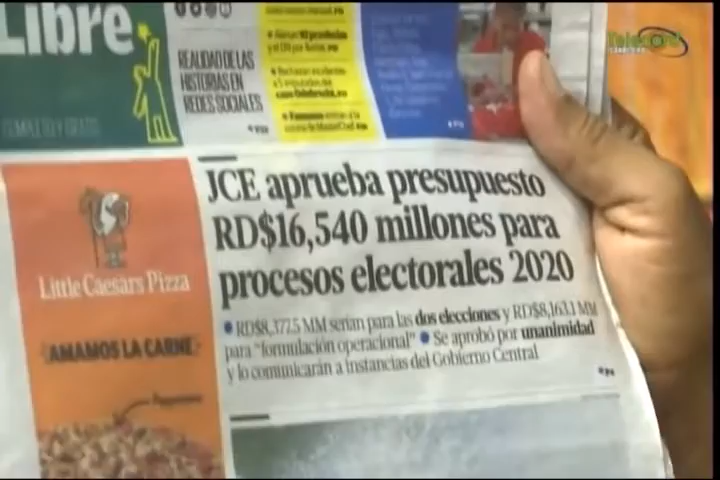 Libre
REALIDAD DE LAS
HISTORIAS EN
REDES SOCIALES
JCE aprueba presupuesto
RD$16,540 millones para
procesos electorales 2020
• RD$8,377.5 MM serían para las dos elecciones y RD$8,163.1 MM
para "formulación operacional" • Se aprobó por unanimidad
y lo comunicarán a instancias del Gobierno Central
Little Caesars Pizza
AMAMOS LA CARNE